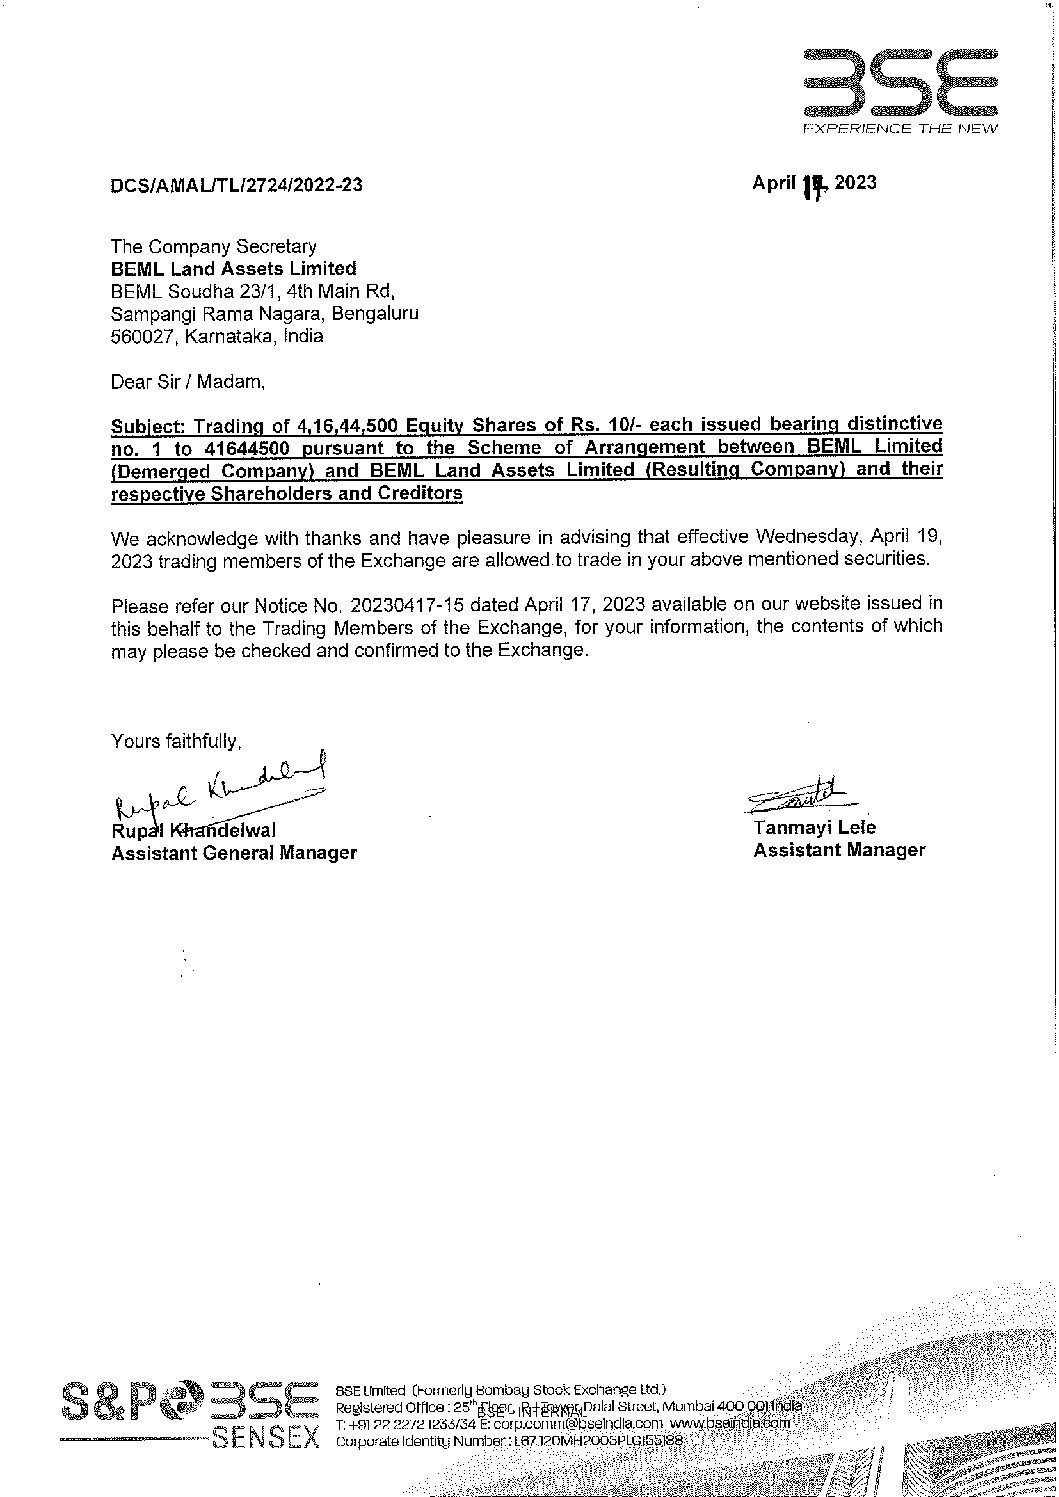 BSE
EXPERIENCE THE NEW
DCS/AMAL/TL/2724/2022-23
April 17, 2023
The Company Secretary
BEML Land Assets Limited
BEML Soudha 23/1, 4th Main Rd,
Sampangi Rama Nagara, Bengaluru
560027, Karnataka, India
Dear Sir / Madam,
Subject: Trading of 4,16,44,500 Equity Shares of Rs. 10/- each issued bearing distinctive
no. 1 to 41644500 pursuant to the Scheme of Arrangement between BEML Limited
(Demerged Company) and BEML Land Assets Limited (Resulting Company) and their
respective Shareholders and Creditors
We acknowledge with thanks and have pleasure in advising that effective Wednesday, April 19,
2023 trading members of the Exchange are allowed to trade in your above mentioned securities.
Please refer our Notice No. 20230417-15 dated April 17, 2023 available on our website issued in
this behalf to the Trading Members of the Exchange, for your information, the contents of which
may please be checked and confirmed to the Exchange.
Yours faithfully,
Rupal Khandelwal
Rupal Khandelwal
Assistant General Manager
Tanmayi Lele
Assistant Manager
S&P BSE
SENSEX
BSE Limited (Formerly Bombay Stock Exchange Ltd.)
Registered Office : 25th Dalal Street, Mumbai 400 001 India
T: +91 22 2272 1233/34 E: corp.comm@bseindia.com www.bseindia.com
Corporate Identity Number : L67120MH2005PLC155188